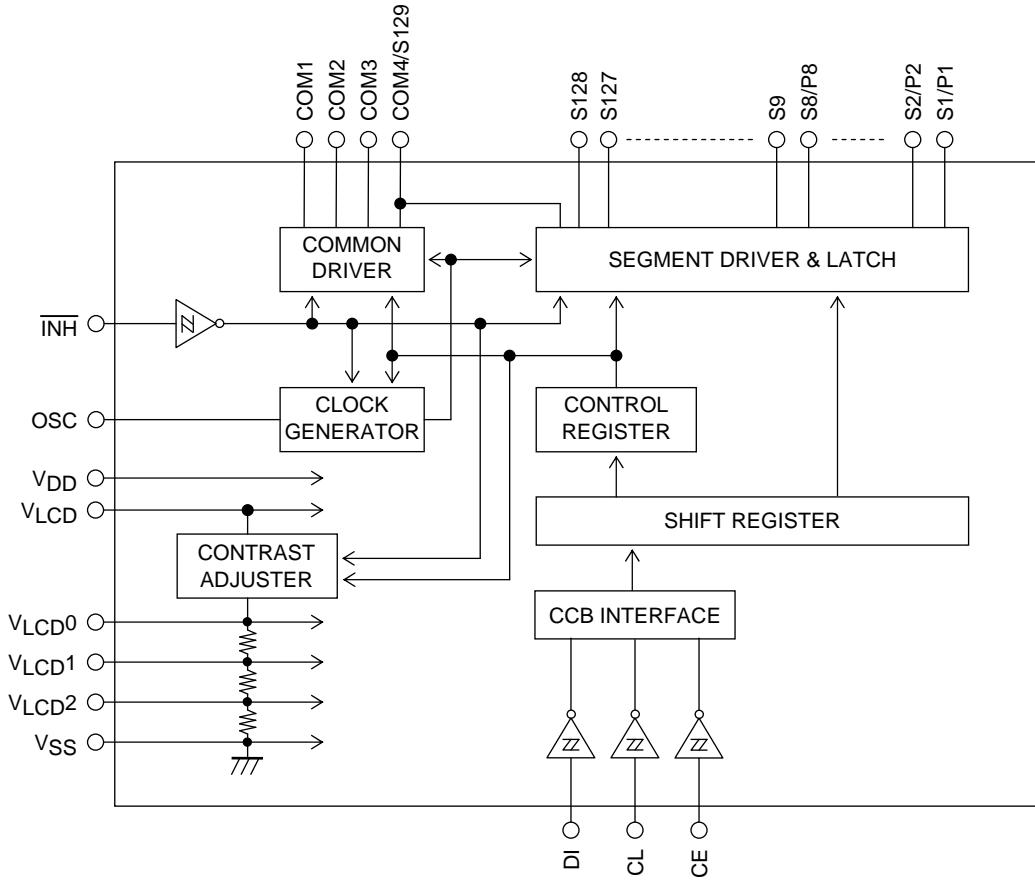 COM1
COM2
COM3
COM4/S129
S128
S127
S9
S8/P8
S2/P2
S1/P1
COMMON
DRIVER
SEGMENT DRIVER & LATCH
INH
OSC
CLOCK
GENERATOR
CONTROL
REGISTER
VDD
VLCD
SHIFT REGISTER
CONTRAST
ADJUSTER
CCB INTERFACE
VLCD0
VLCD1
VLCD2
VSS
DI
CL
CE